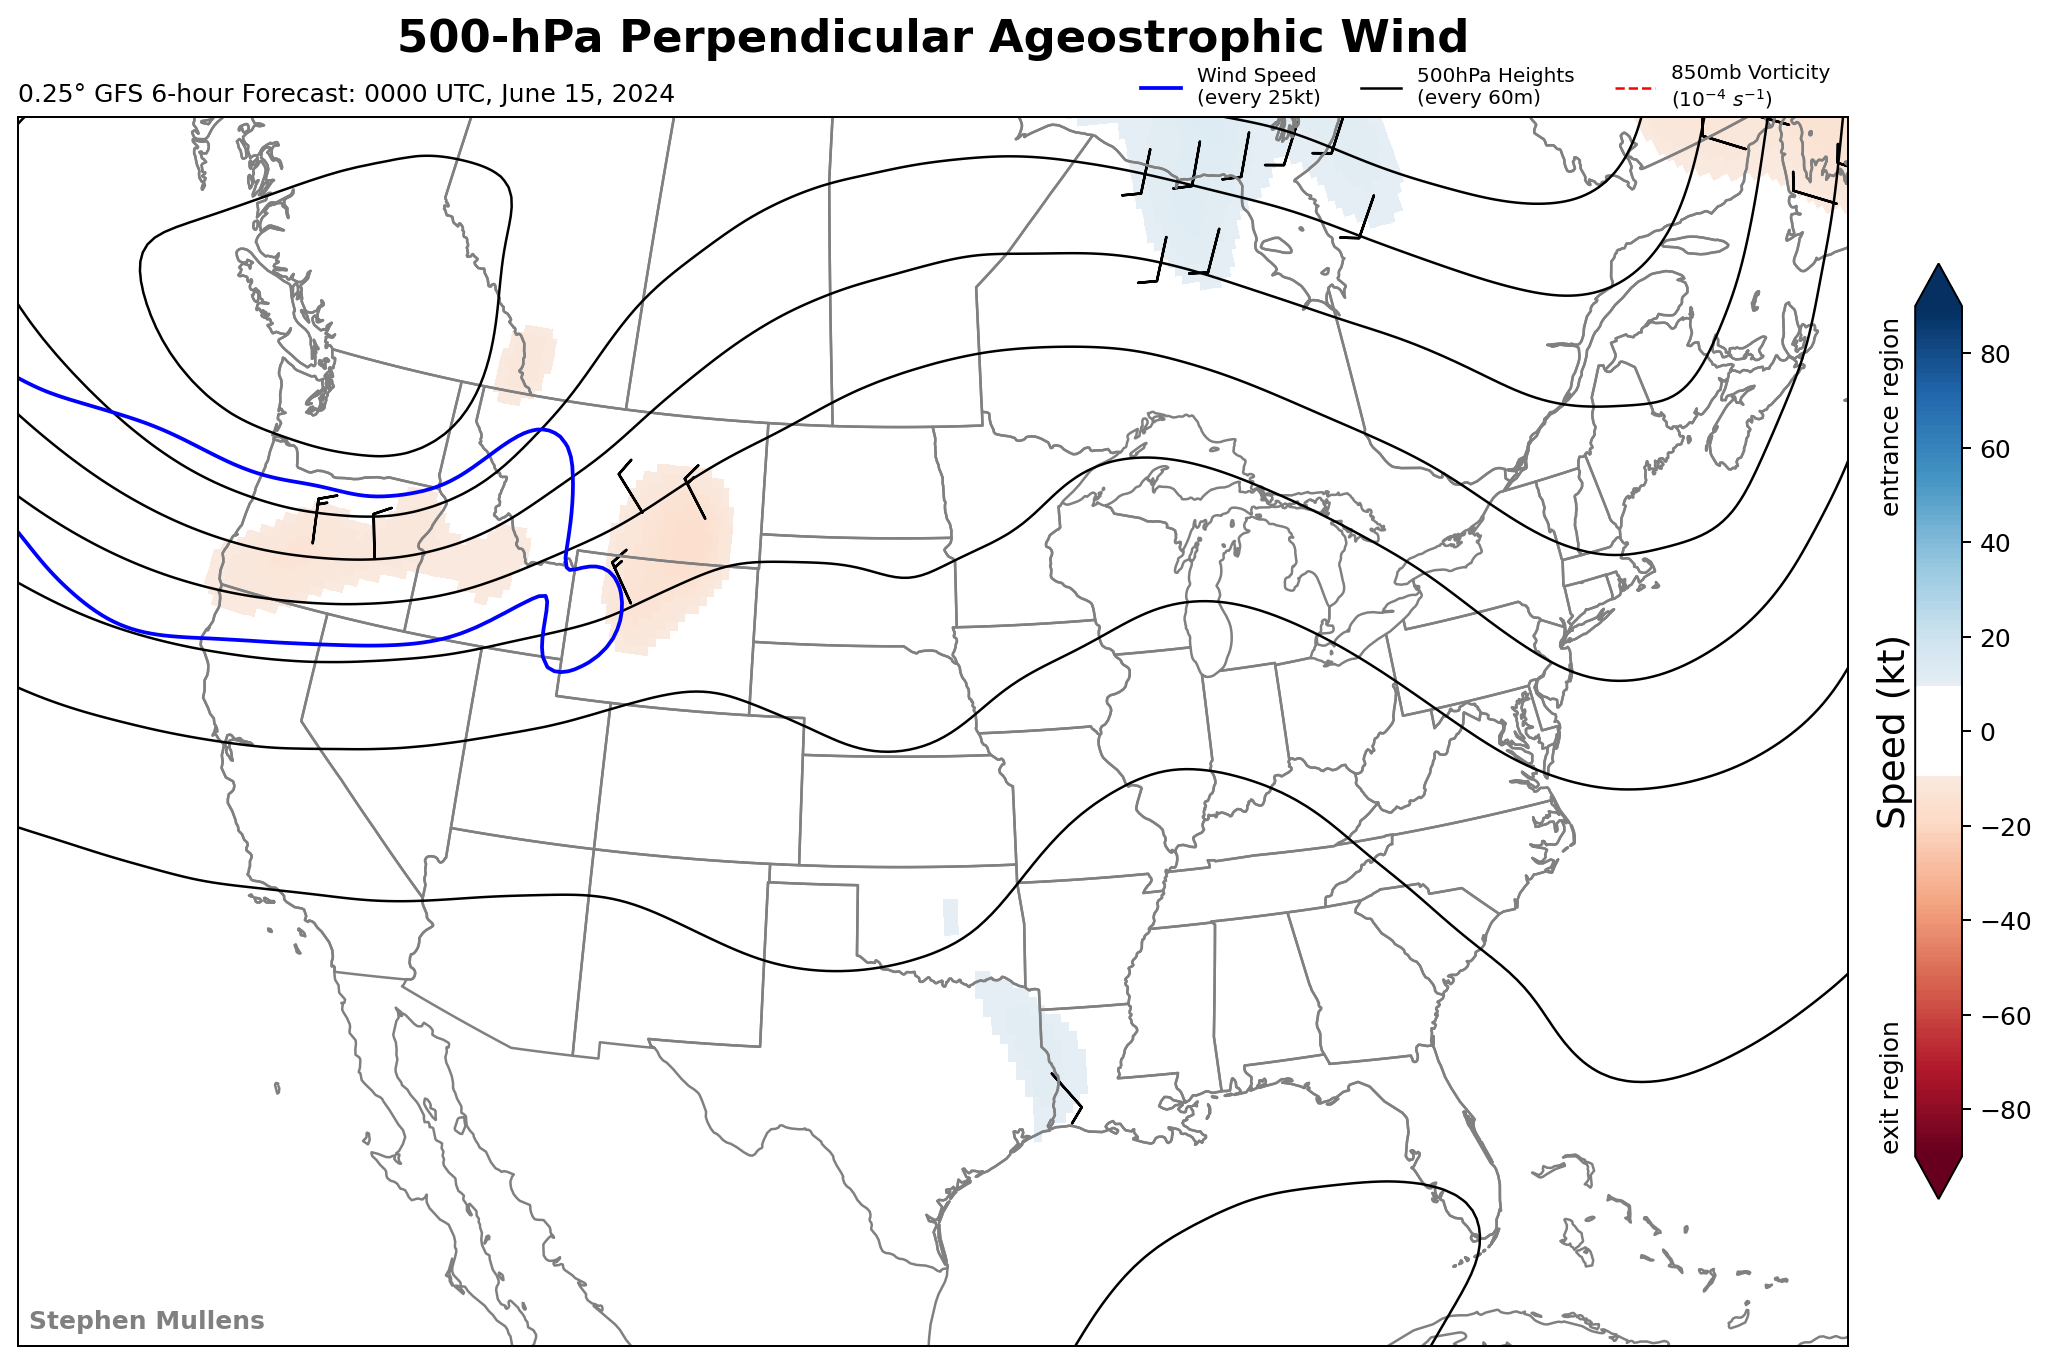 500-hPa Perpendicular Ageostrophic Wind
0.25° GFS 6-hour Forecast: 0000 UTC, June 15, 2024
Wind Speed
(every 25kt)
500hPa Heights
(every 60m)
850mb Vorticity
(10⁻⁴ s⁻¹)
entrance region
Speed (kt)
exit region
80
60
40
20
0
−20
−40
−60
−80
Stephen Mullens